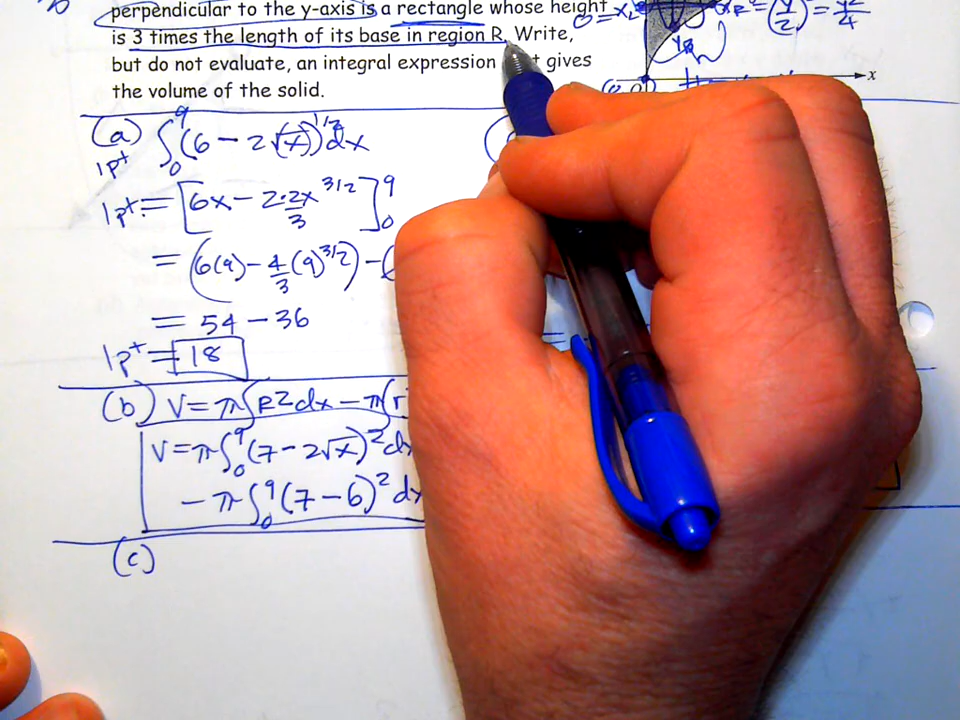 perpendicular to the y-axis is a rectangle whose height
is 3 times the length of its base in region R. Write,
but do not evaluate, an integral expression gives
the volume of the solid.
x
(a) ∫₀⁹ (6 - 2(√x)^1/2 dx
1pt
1pt = [6x - 2·2x^3/2 / 3]₀⁹
= (6(9) - 4/3 (9)^3/2) - (
= 54 - 36
1pt = 18
(b) V = π∫R² dx - π∫r
V = π∫₀⁹ (7 - 2√x)² dx
- π∫₀⁹ (7 - 6)² dx
(c)